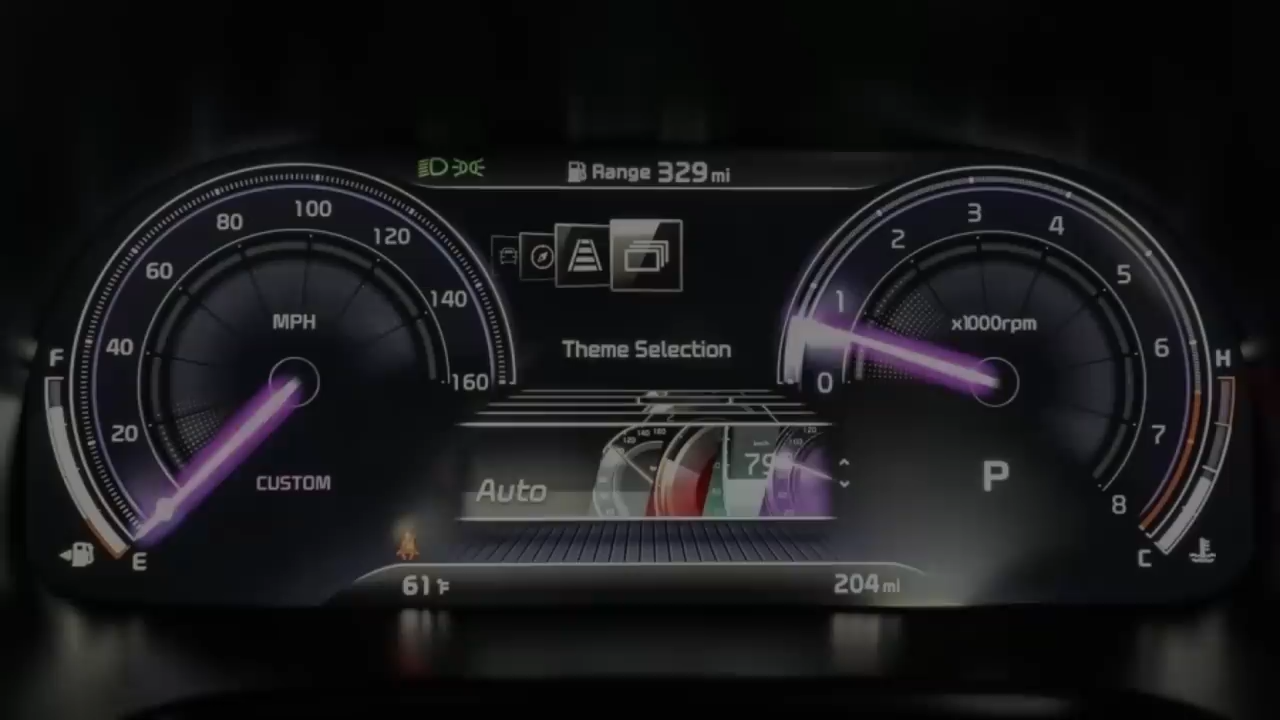 Range 329 mi
100
80
120
60
140
40
160
20
MPH
CUSTOM
F
E
Theme Selection
Auto
79
3
2
4
1
5
0
6
7
8
x1000rpm
P
H
C
61°F
204 mi